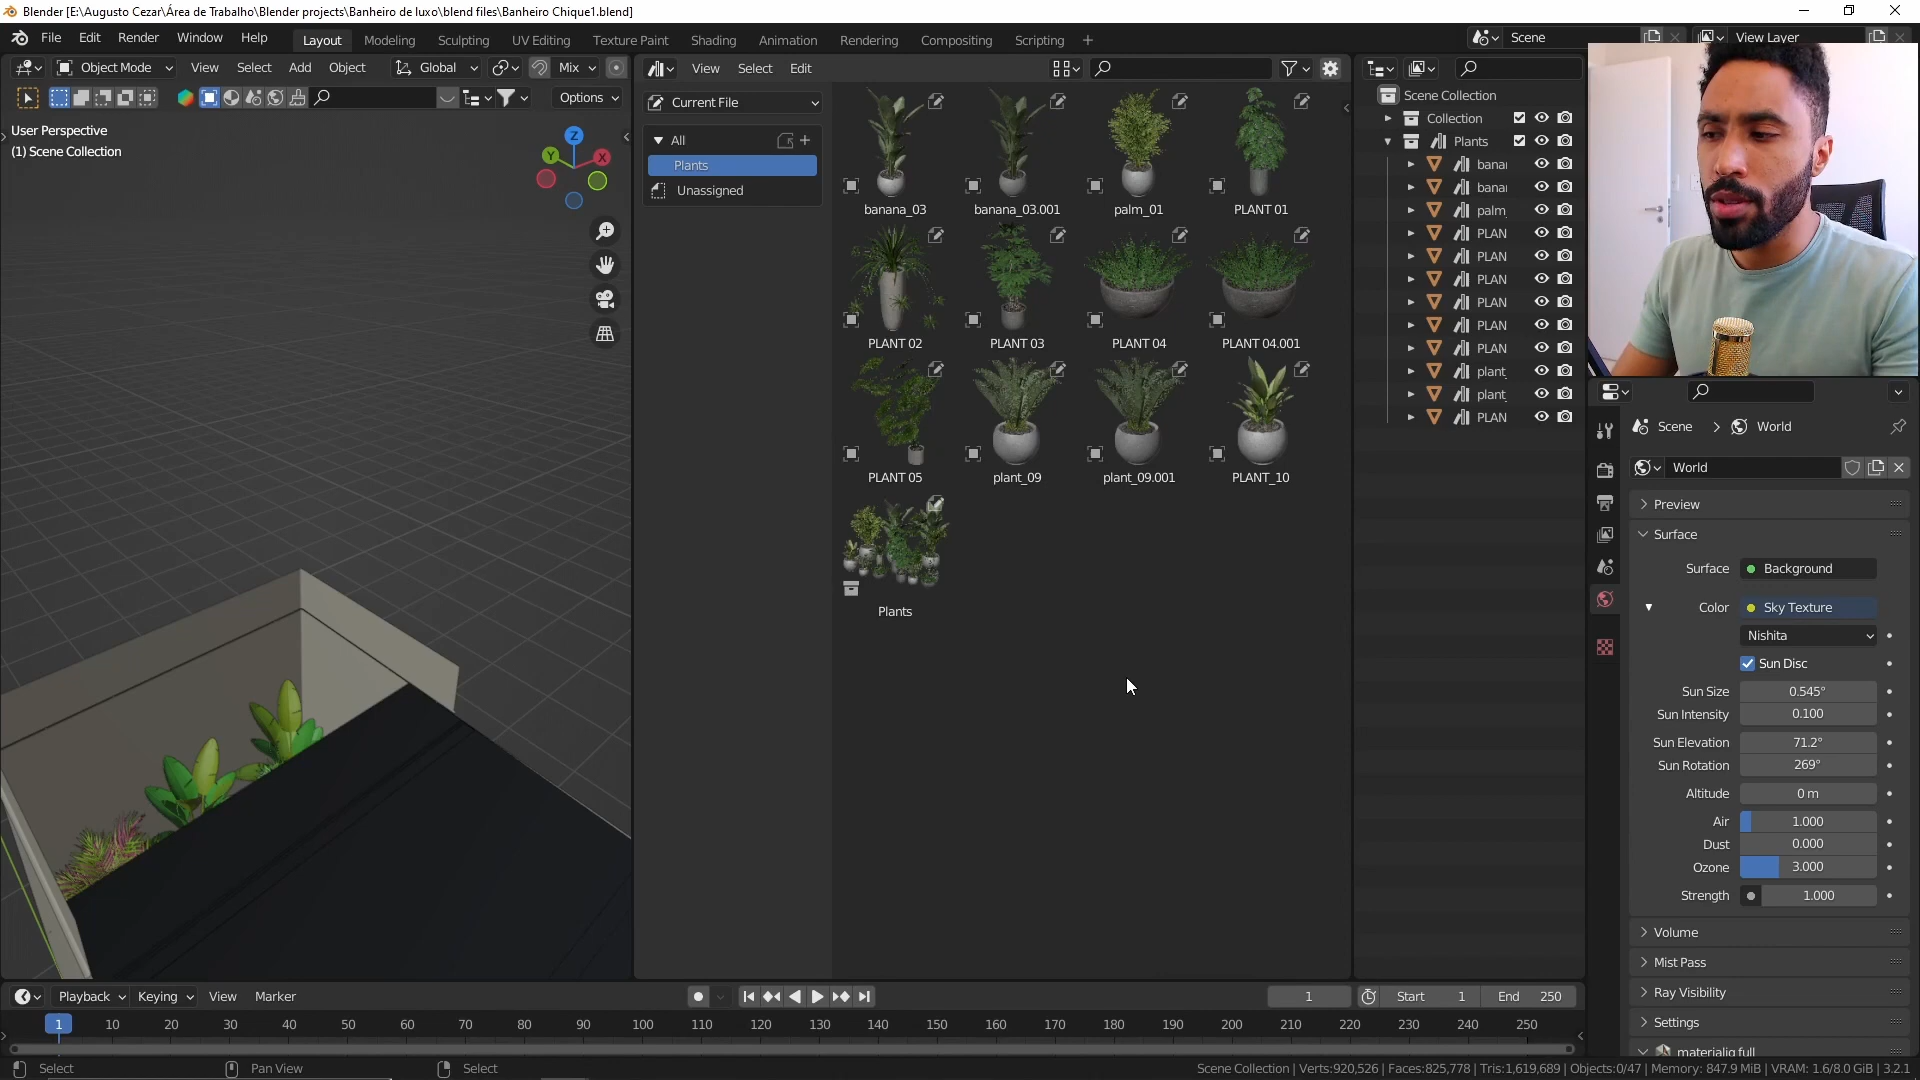 Blender [E:\Augusto Cezar\Área de Trabalho\Blender projects\Banheiro de luxo\blend files\Banheiro Chique1.blend]
File Edit Render Window Help Layout Modeling Sculpting UV Editing Texture Paint Shading Animation Rendering Compositing Scripting + Scene View Layer
Object Mode View Select Add Object Global Mix
Options
User Perspective
(1) Scene Collection
Z
Y
X
View Select Edit
Current File
All
Plants
Unassigned
banana_03 banana_03.001 palm_01 PLANT 01
PLANT 02 PLANT 03 PLANT 04 PLANT 04.001
PLANT 05 plant_09 plant_09.001 PLANT_10
Plants
Scene Collection
Collection
Plants
banar
banar
palm_
PLAN
PLAN
PLAN
PLAN
PLAN
PLAN
plant_
plant_
PLAN
Scene > World
World
Preview
Surface
Surface Background
Color Sky Texture
Nishita
Sun Disc
Sun Size 0.545°
Sun Intensity 0.100
Sun Elevation 71.2°
Sun Rotation 269°
Altitude 0 m
Air 1.000
Dust 0.000
Ozone 3.000
Strength 1.000
Volume
Mist Pass
Ray Visibility
Settings
materialiq full
Playback Keying View Marker 1 Start 1 End 250
1 10 20 30 40 50 60 70 80 90 100 110 120 130 140 150 160 170 180 190 200 210 220 230 240 250
Select Pan View Select Scene Collection | Verts:920,526 | Faces:825,778 | Tris:1,619,689 | Objects:0/47 | Memory: 847.9 MiB | VRAM: 1.6/8.0 GiB | 3.2.1